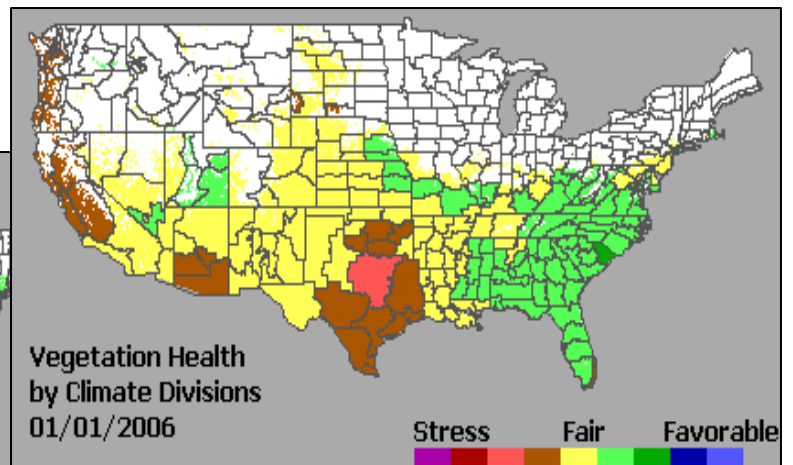 Vegetation Health
by Climate Divisions
01/01/2006
Stress Fair Favorable